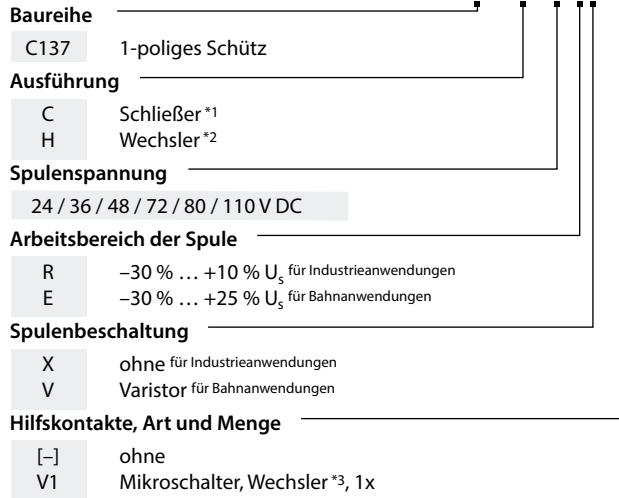 Baureihe
C137 1-poliges Schütz
Ausführung
C Schließer *1
H Wechsler *2
Spulenspannung
24 / 36 / 48 / 72 / 80 / 110 V DC
Arbeitsbereich der Spule
R –30 % … +10 % Us für Industrieanwendungen
E –30 % … +25 % Us für Bahnanwendungen
Spulenbeschaltung
X ohne für Industrieanwendungen
V Varistor für Bahnanwendungen
Hilfskontakte, Art und Menge
[–] ohne
V1 Mikroschalter, Wechsler *3, 1x